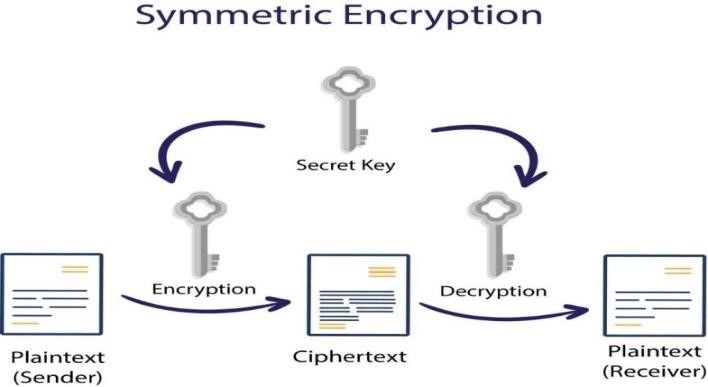 Symmetric Encryption
Secret Key
Encryption
Decryption
Plaintext
(Sender)
Ciphertext
Plaintext
(Receiver)